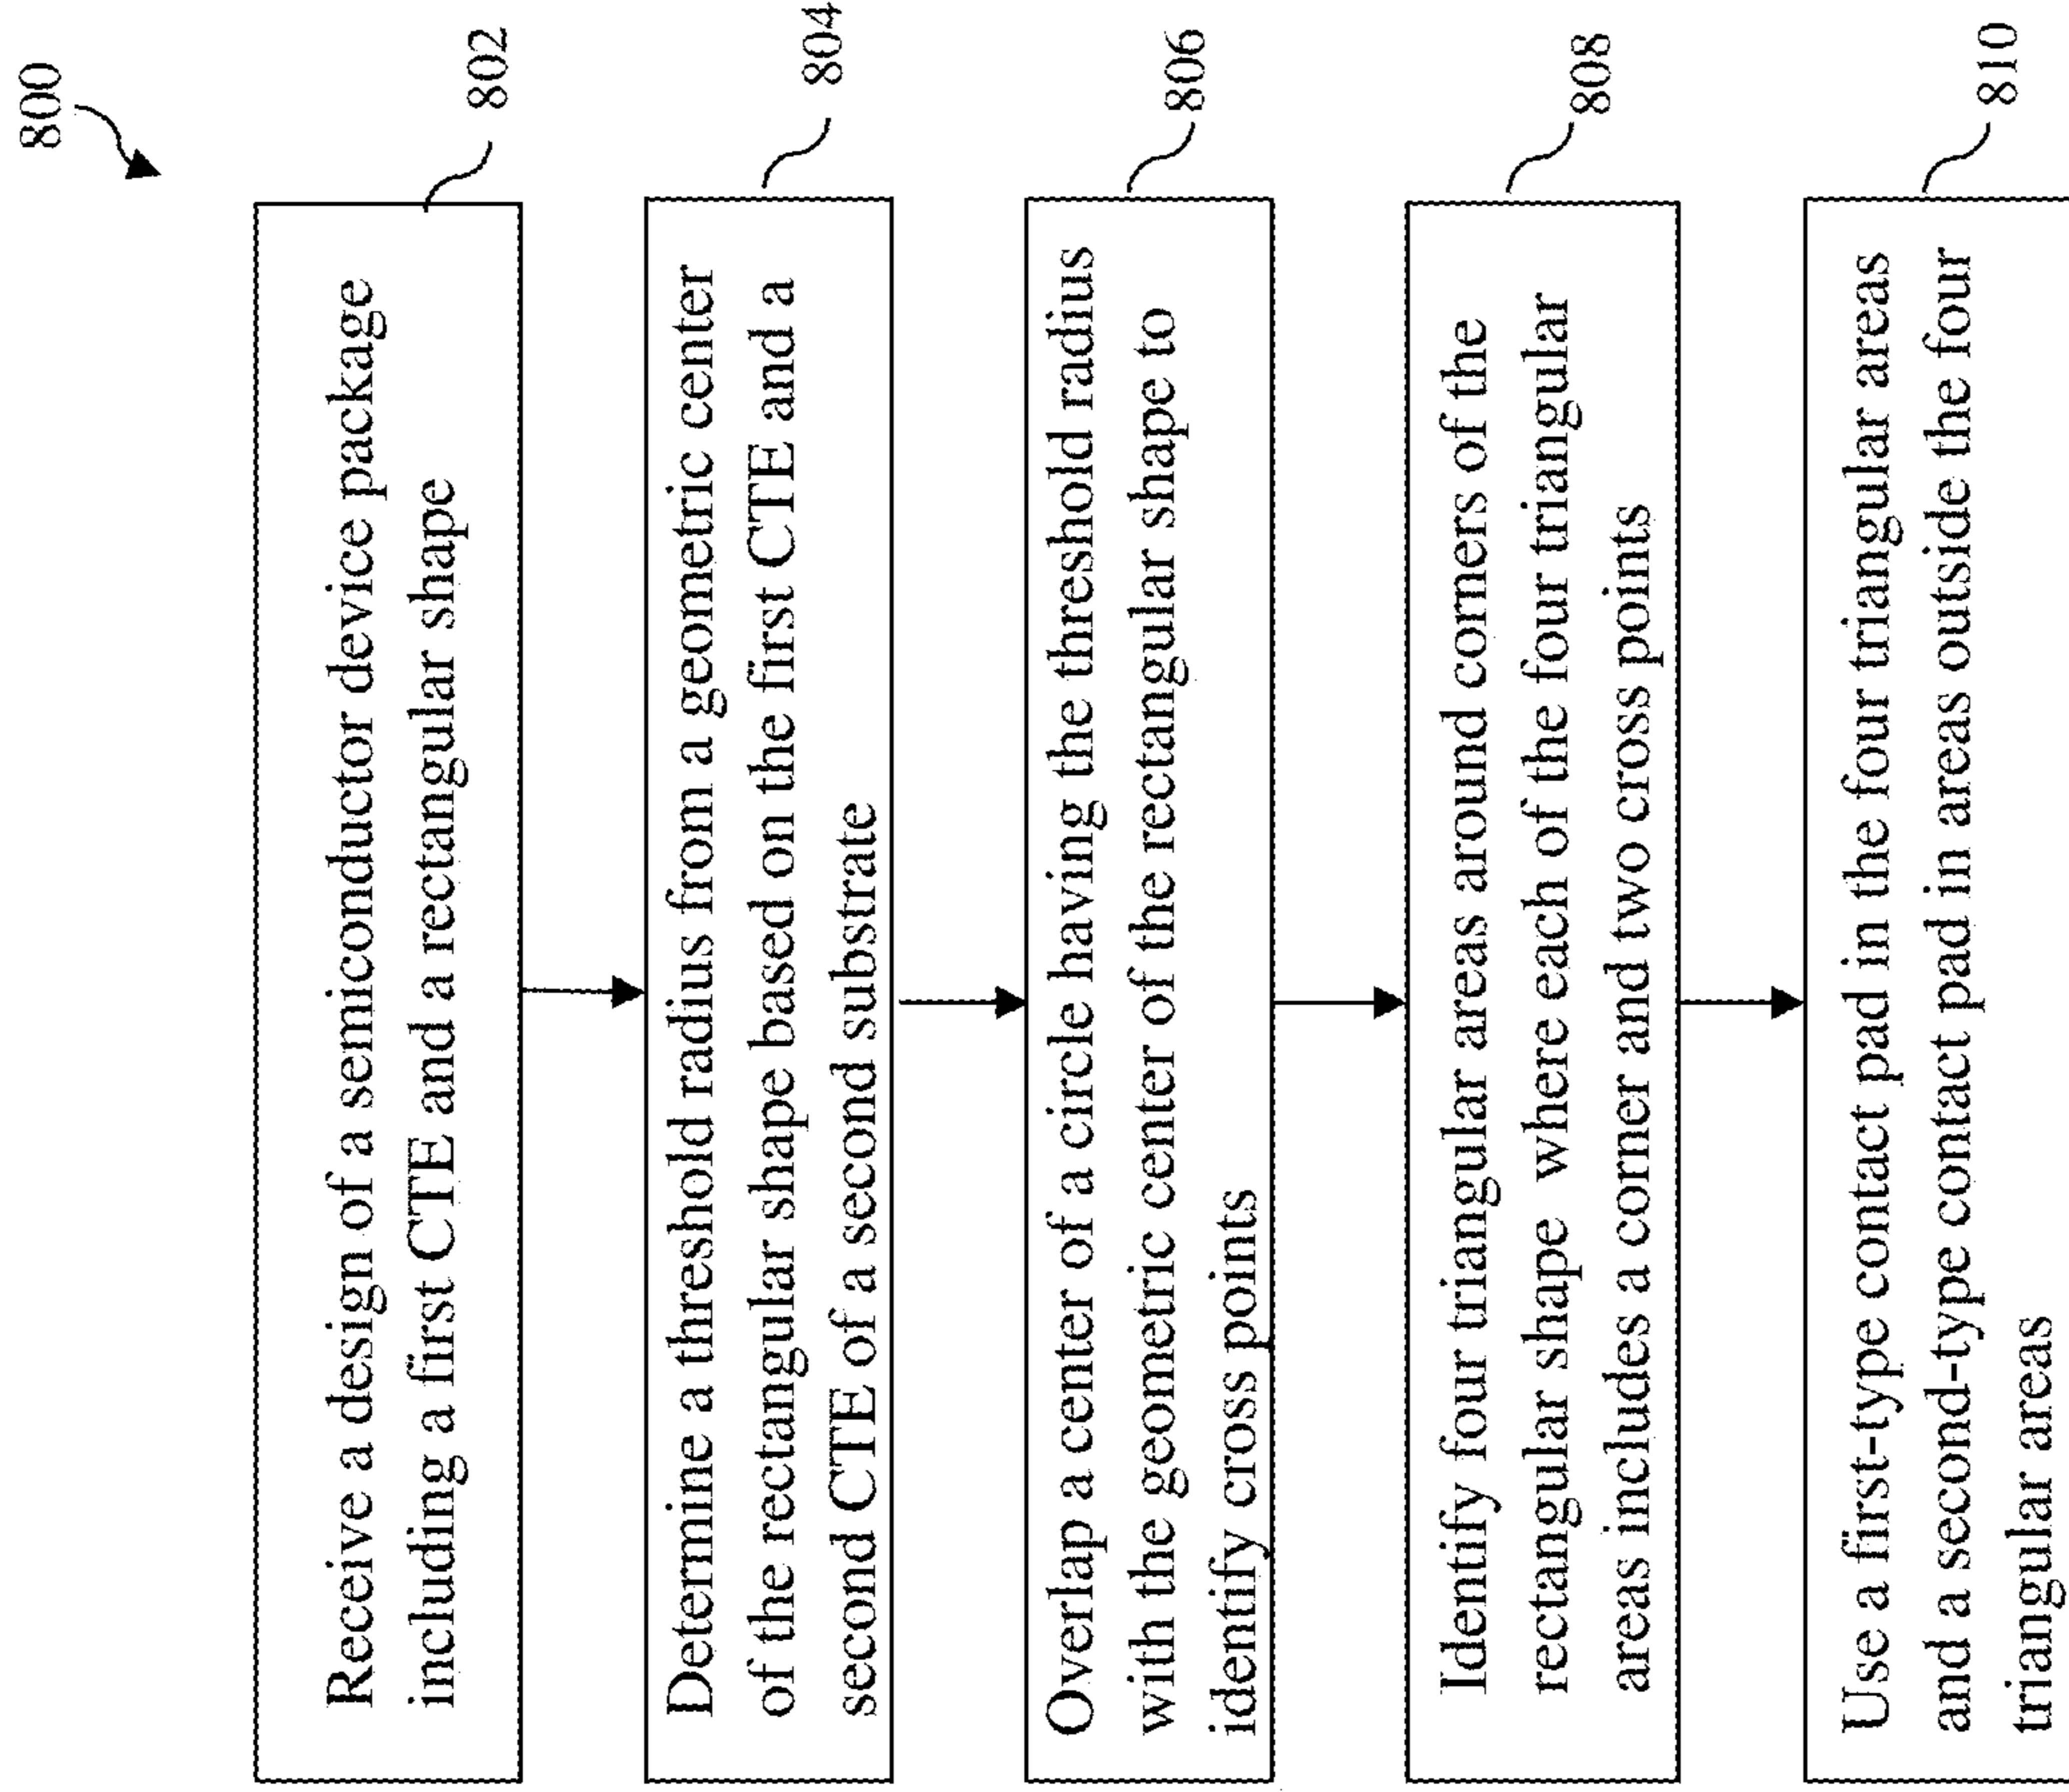 800
Receive a design of a semiconductor device package
including a first CTE and a rectangular shape
802
Determine a threshold radius from a geometric center
of the rectangular shape based on the first CTE and a
second CTE of a second substrate
804
Overlap a center of a circle having the threshold radius
with the geometric center of the rectangular shape to
identify cross points
806
Identify four triangular areas around corners of the
rectangular shape where each of the four triangular
areas includes a corner and two cross points
808
Use a first-type contact pad in the four triangular areas
and a second-type contact pad in areas outside the four
triangular areas
810